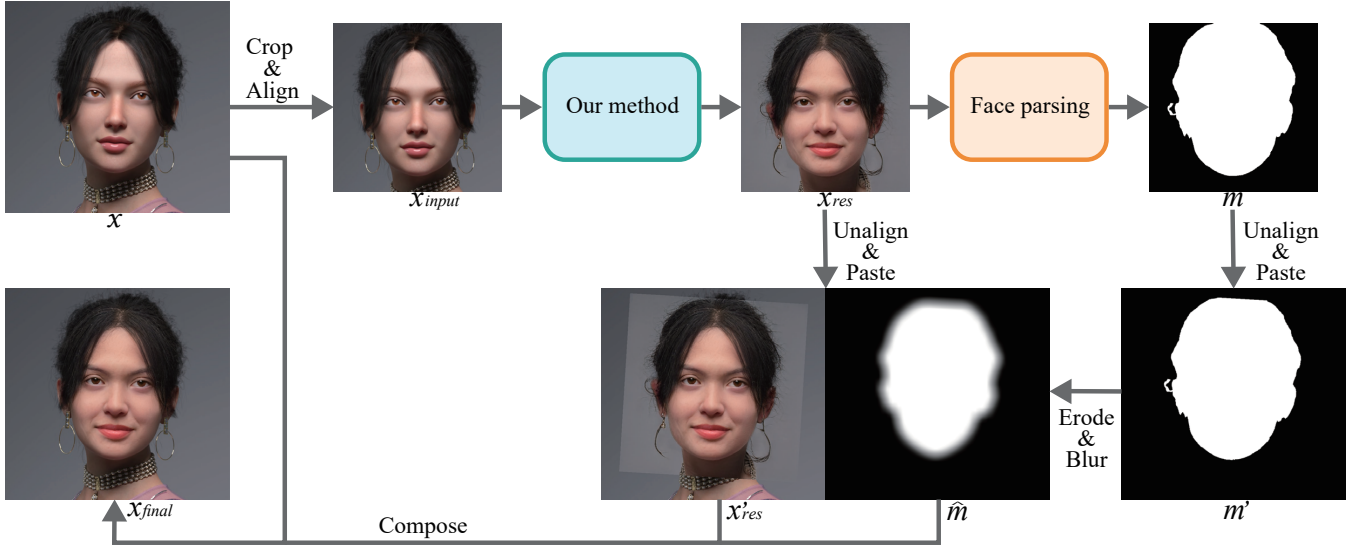 Crop
&
Align
Our method
Face parsing
x
x_input
x_res
m
Unalign
&
Paste
Unalign
&
Paste
Erode
&
Blur
x_final
x'_res
m̂
m'
Compose